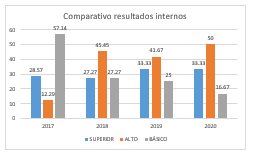 Comparativo resultados internos
60
50
40
30
20
10
0
28.57 12.29 57.14
27.27 45.45 27.27
33.33 41.67 25
33.33 50 16.67
2017 2018 2019 2020
SUPERIOR ALTO BÁSICO